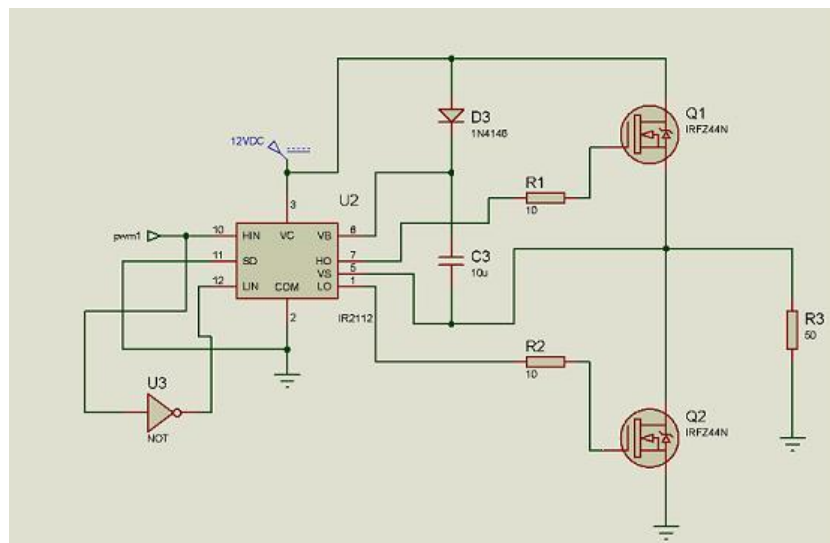 12VDC
D3
1N4148
Q1
IRFZ44N
U2
R1
10
pwm1
3
VC
10
HIN
VB
6
11
SD
HO
7
VS
5
12
LIN
COM
LO
1
2
IR2112
C3
10u
R3
50
R2
10
U3
NOT
Q2
IRFZ44N